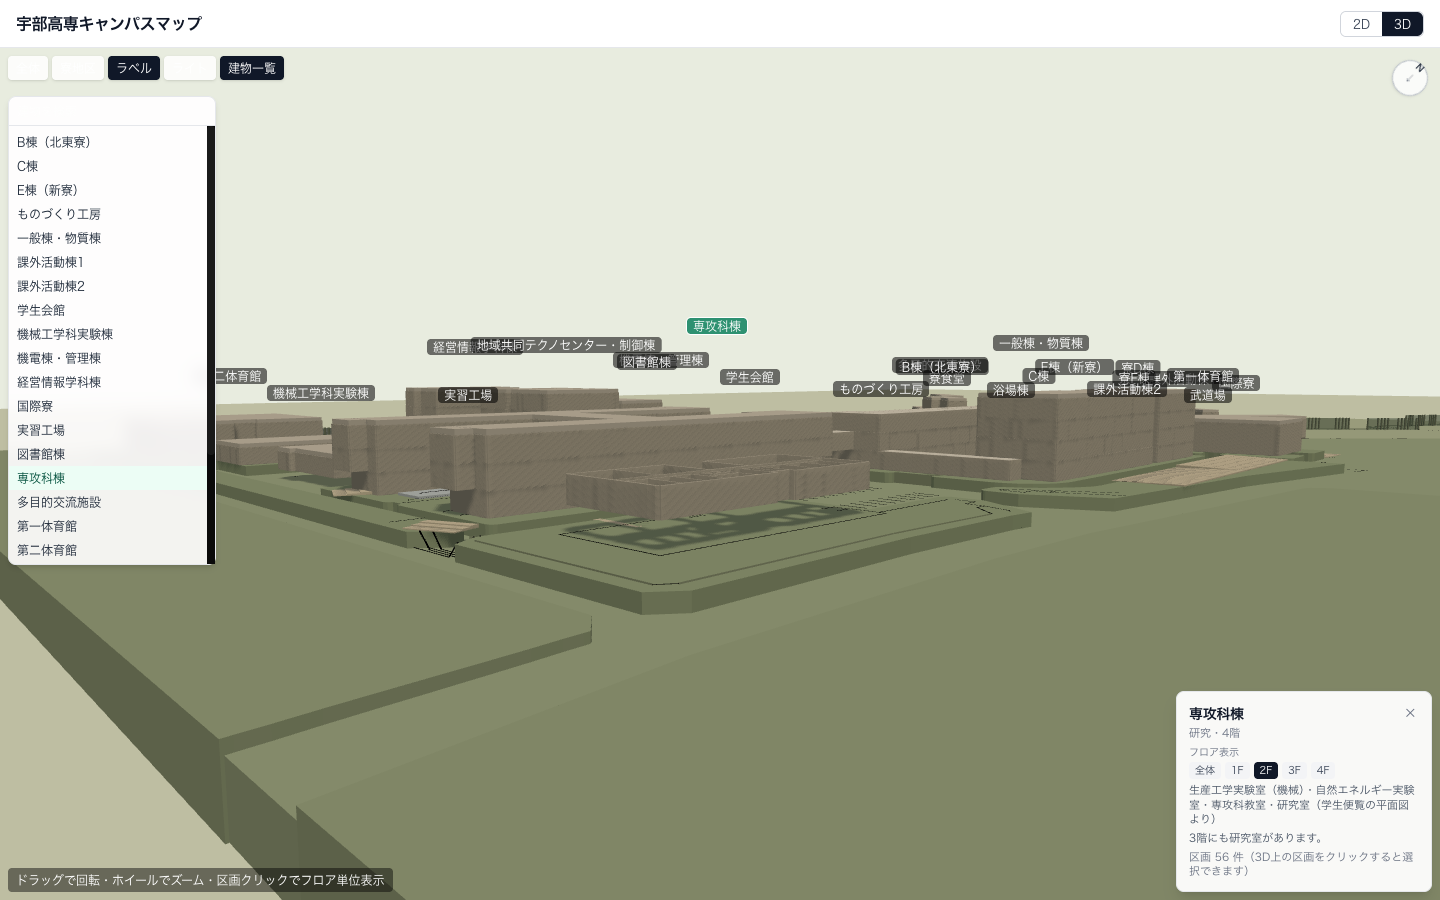 宇部高専キャンパスマップ
2D
3D
ラベル
建物一覧
N
B棟（北東寮）
C棟
E棟（新寮）
ものづくり工房
一般棟・物質棟
課外活動棟1
課外活動棟2
学生会館
機械工学科実験棟
機電棟・管理棟
経営情報学科棟
国際寮
実習工場
図書館棟
専攻科棟
多目的交流施設
第一体育館
第二体育館
専攻科棟
経営情
地域共同テクノセンター・制御棟
一般棟・物質棟
図書館棟
管理棟
B棟（北東寮）
E棟（新寮）
寮D棟
二体育館
学生会館
寮食堂
C棟
第一体育館
機械工学科実験棟
実習工場
ものづくり工房
浴場棟
課外活動棟2
武道場
専攻科棟
×
研究・4階
フロア表示
全体 1F 2F 3F 4F
生産工学実験室（機械）・自然エネルギー実験
室・専攻科教室・研究室（学生便覧の平面図
より）
3階にも研究室があります。
区画 56 件（3D上の区画をクリックすると選
択できます）
ドラッグで回転・ホイールでズーム・区画クリックでフロア単位表示